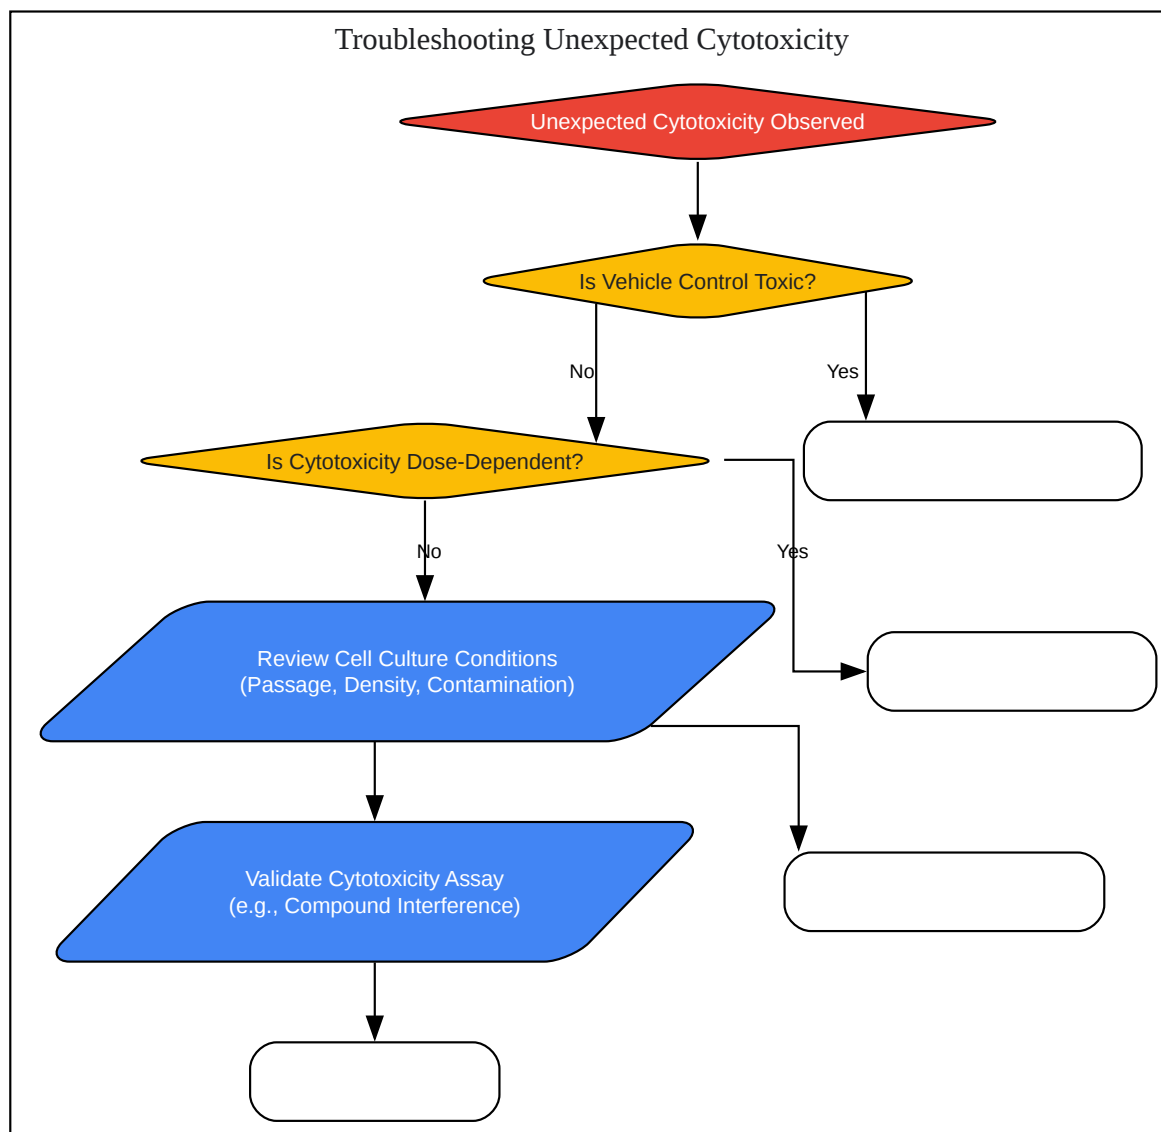 Troubleshooting Unexpected Cytotoxicity
Unexpected Cytotoxicity Observed
Is Vehicle Control Toxic?
No
Yes
Is Cytotoxicity Dose-Dependent?
No
Yes
Review Cell Culture Conditions
(Passage, Density, Contamination)
Validate Cytotoxicity Assay
(e.g., Compound Interference)